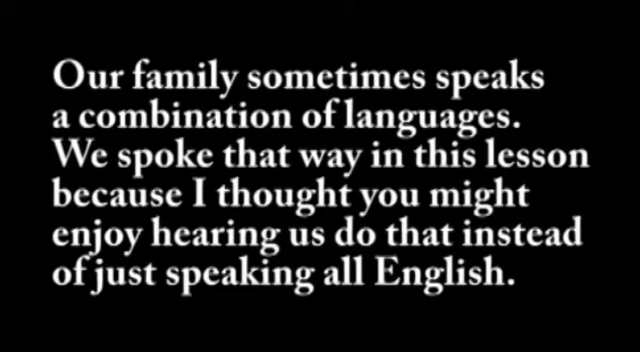 Our family sometimes speaks
a combination of languages.
We spoke that way in this lesson
because I thought you might
enjoy hearing us do that instead
of just speaking all English.